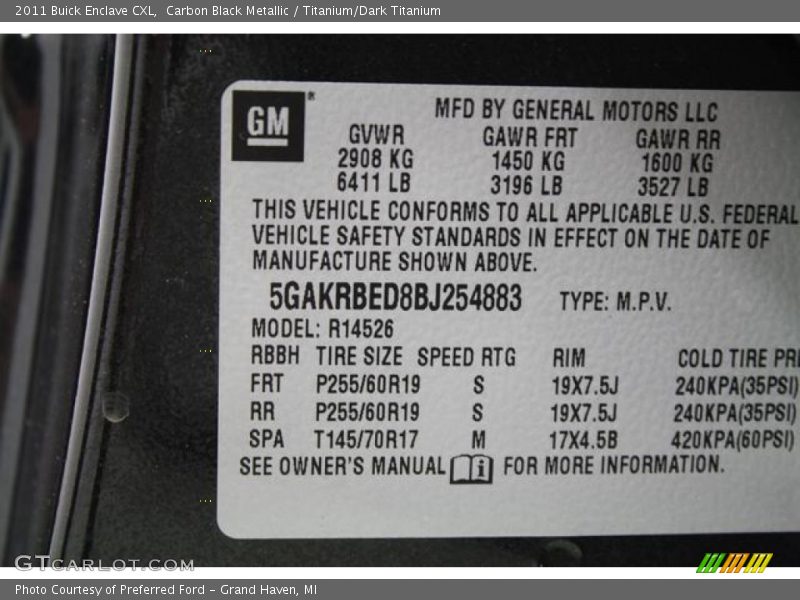 2011 Buick Enclave CXL,  Carbon Black Metallic / Titanium/Dark Titanium
GM
MFD BY GENERAL MOTORS LLC
GVWR GAWR FRT GAWR RR
2908 KG 1450 KG 1600 KG
6411 LB 3196 LB 3527 LB
THIS VEHICLE CONFORMS TO ALL APPLICABLE U.S. FEDERAL
VEHICLE SAFETY STANDARDS IN EFFECT ON THE DATE OF
MANUFACTURE SHOWN ABOVE.
5GAKRBED8BJ254883 TYPE: M.P.V.
MODEL: R14526
RBBH TIRE SIZE SPEED RTG RIM COLD TIRE PRE
FRT P255/60R19 S 19X7.5J 240KPA(35PSI)
RR P255/60R19 S 19X7.5J 240KPA(35PSI)
SPA T145/70R17 M 17X4.5B 420KPA(60PSI)
SEE OWNER'S MANUAL i FOR MORE INFORMATION.
GTCARLOT.COM
Photo Courtesy of Preferred Ford – Grand Haven, MI